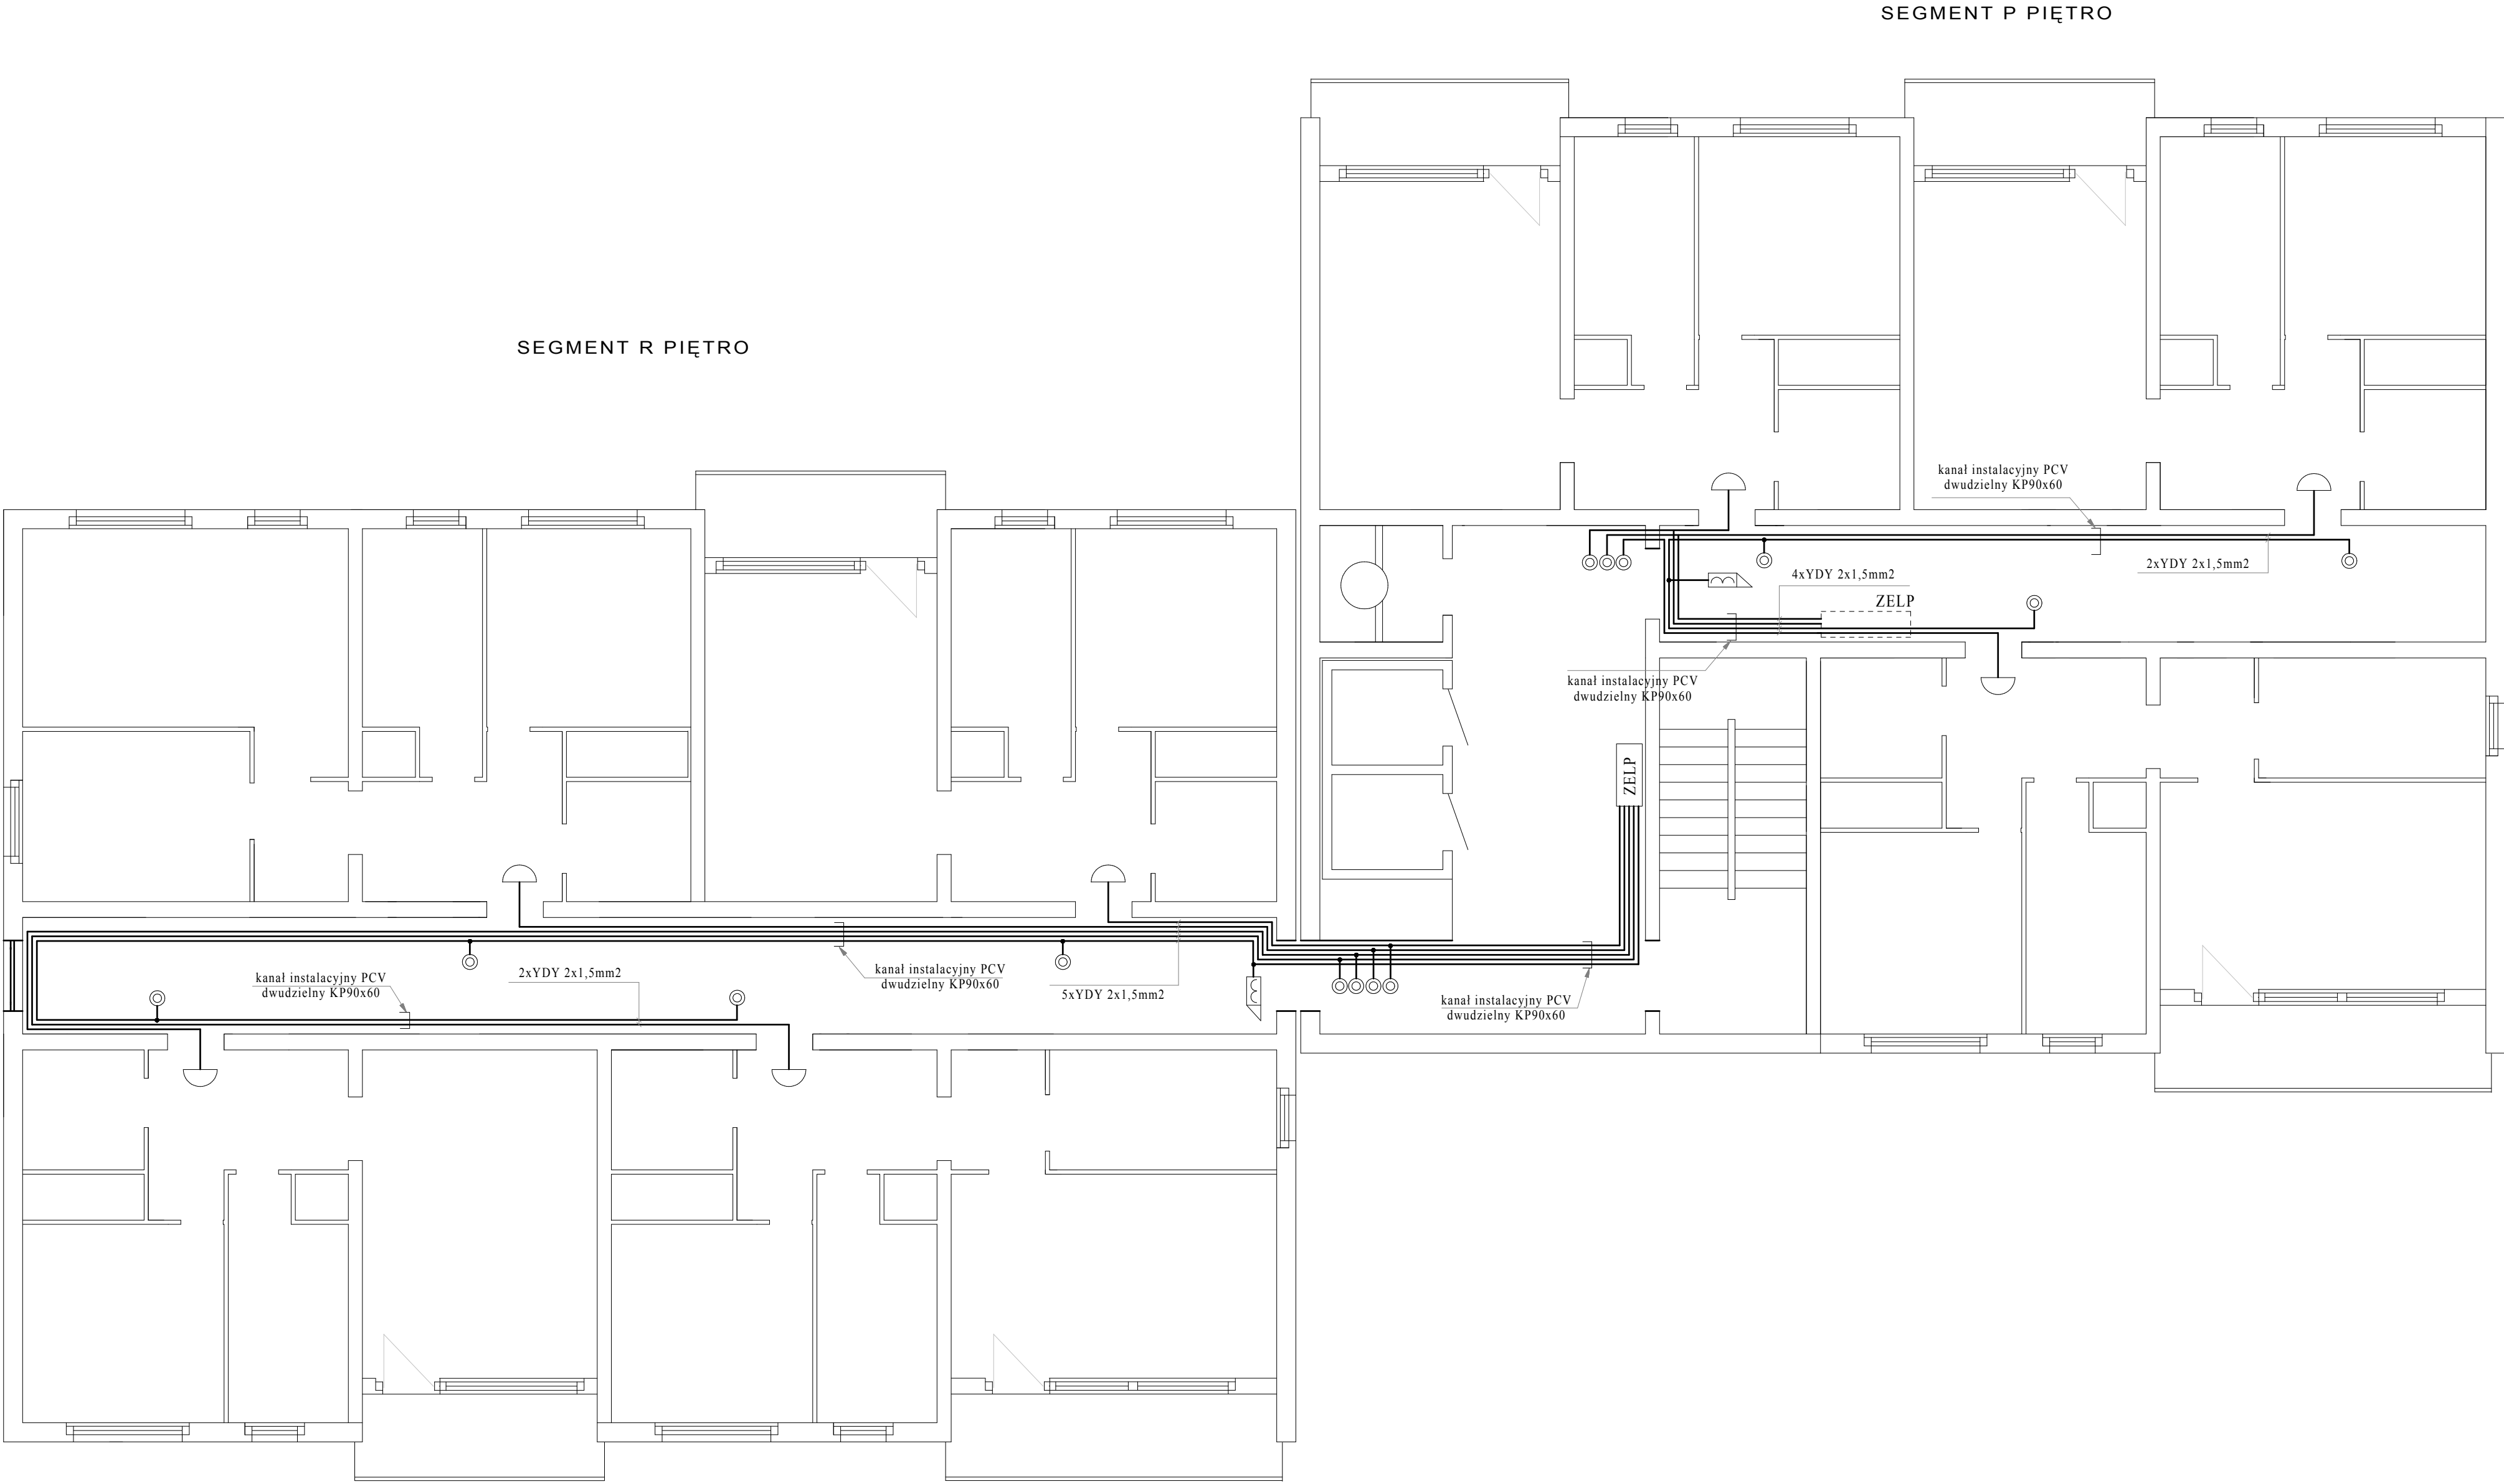 SEGMENT P PIĘTRO
SEGMENT R PIĘTRO
kanał instalacyjny PCV
dwudzielny KP90x60
2xYDY 2x1,5mm2
4xYDY 2x1,5mm2
ZELP
kanał instalacyjny PCV
dwudzielny KP90x60
ZELP
kanał instalacyjny PCV
dwudzielny KP90x60
2xYDY 2x1,5mm2
kanał instalacyjny PCV
dwudzielny KP90x60
5xYDY 2x1,5mm2
kanał instalacyjny PCV
dwudzielny KP90x60